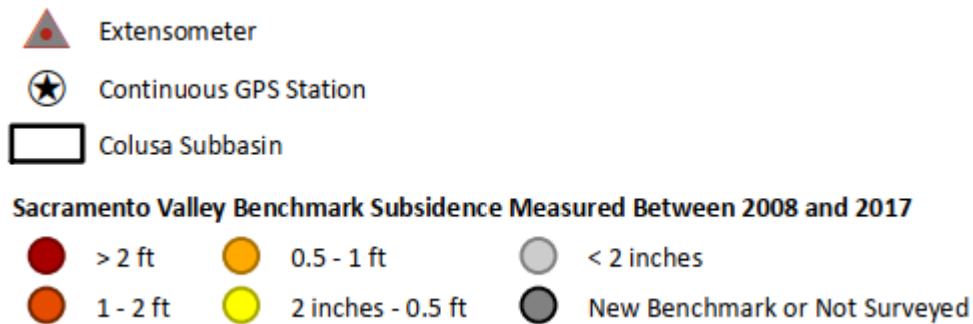 Extensometer
Continuous GPS Station
Colusa Subbasin
Sacramento Valley Benchmark Subsidence Measured Between 2008 and 2017
> 2 ft 0.5 - 1 ft < 2 inches
1 - 2 ft 2 inches - 0.5 ft New Benchmark or Not Surveyed